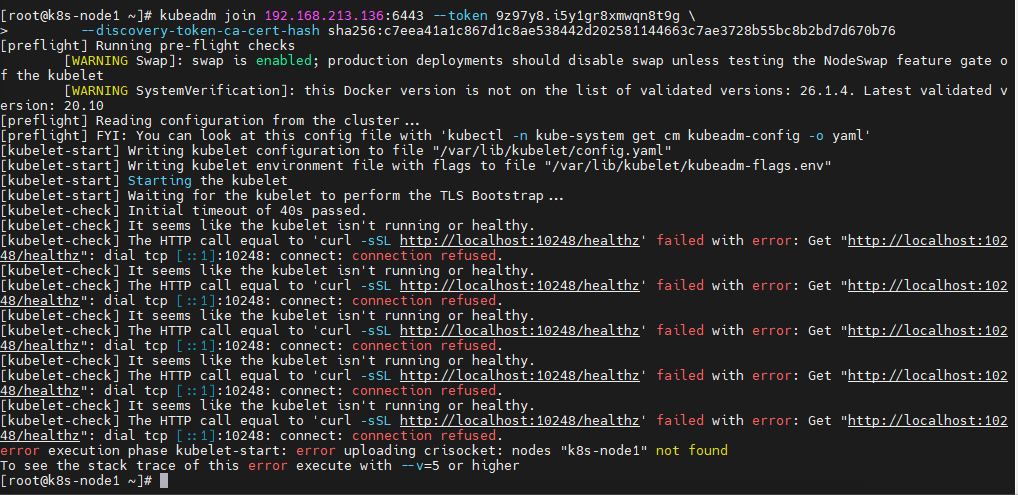 [root@k8s-node1 ~]# kubeadm join 192.168.213.136:6443 --token 9z97y8.i5y1gr8xmwqn8t9g \
>         --discovery-token-ca-cert-hash sha256:c7eea41a1c867d1c8ae538442d202581144663c7ae3728b55bc8b2bd7d670b76
[preflight] Running pre-flight checks
        [WARNING Swap]: swap is enabled; production deployments should disable swap unless testing the NodeSwap feature gate o
f the kubelet
        [WARNING SystemVerification]: this Docker version is not on the list of validated versions: 26.1.4. Latest validated v
ersion: 20.10
[preflight] Reading configuration from the cluster...
[preflight] FYI: You can look at this config file with 'kubectl -n kube-system get cm kubeadm-config -o yaml'
[kubelet-start] Writing kubelet configuration to file "/var/lib/kubelet/config.yaml"
[kubelet-start] Writing kubelet environment file with flags to file "/var/lib/kubelet/kubeadm-flags.env"
[kubelet-start] Starting the kubelet
[kubelet-start] Waiting for the kubelet to perform the TLS Bootstrap...
[kubelet-check] Initial timeout of 40s passed.
[kubelet-check] It seems like the kubelet isn't running or healthy.
[kubelet-check] The HTTP call equal to 'curl -sSL http://localhost:10248/healthz' failed with error: Get "http://localhost:102
48/healthz": dial tcp [::1]:10248: connect: connection refused.
[kubelet-check] It seems like the kubelet isn't running or healthy.
[kubelet-check] The HTTP call equal to 'curl -sSL http://localhost:10248/healthz' failed with error: Get "http://localhost:102
48/healthz": dial tcp [::1]:10248: connect: connection refused.
[kubelet-check] It seems like the kubelet isn't running or healthy.
[kubelet-check] The HTTP call equal to 'curl -sSL http://localhost:10248/healthz' failed with error: Get "http://localhost:102
48/healthz": dial tcp [::1]:10248: connect: connection refused.
[kubelet-check] It seems like the kubelet isn't running or healthy.
[kubelet-check] The HTTP call equal to 'curl -sSL http://localhost:10248/healthz' failed with error: Get "http://localhost:102
48/healthz": dial tcp [::1]:10248: connect: connection refused.
[kubelet-check] It seems like the kubelet isn't running or healthy.
[kubelet-check] The HTTP call equal to 'curl -sSL http://localhost:10248/healthz' failed with error: Get "http://localhost:102
48/healthz": dial tcp [::1]:10248: connect: connection refused.
error execution phase kubelet-start: error uploading crisocket: nodes "k8s-node1" not found
To see the stack trace of this error execute with --v=5 or higher
[root@k8s-node1 ~]#